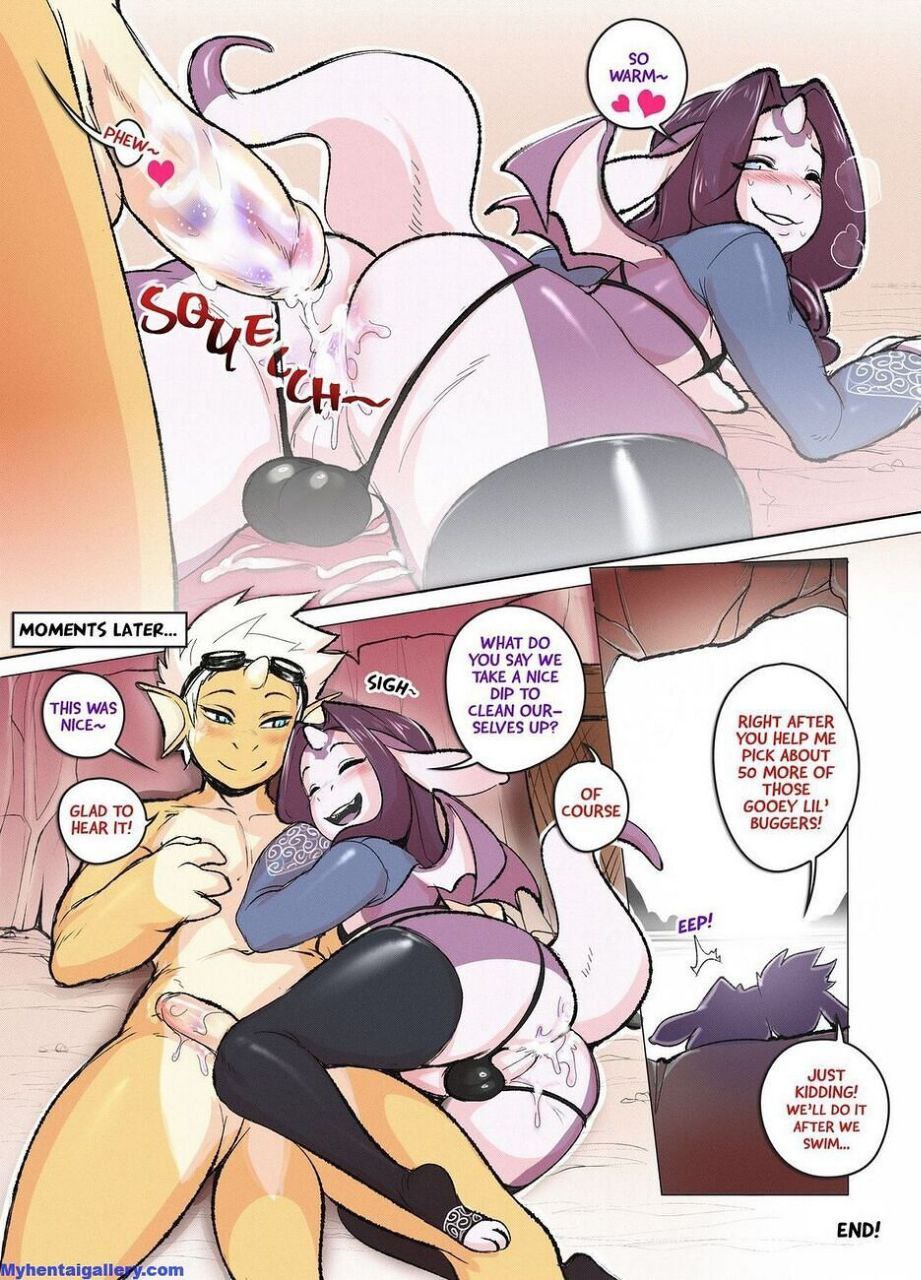 SO
WARM~
PHEW~
SQUELCH~
MOMENTS LATER...
THIS WAS
NICE~
SIGH~
WHAT DO
YOU SAY WE
TAKE A NICE
DIP TO
CLEAN OUR-
SELVES UP?
GLAD TO
HEAR IT!
OF
COURSE
RIGHT AFTER
YOU HELP ME
PICK ABOUT
50 MORE OF
THOSE
GOOEY LIL'
BUGGERS!
EEP!
JUST
KIDDING!
WE'LL DO IT
AFTER WE
SWIM...
END!
Myhentaigallery.com